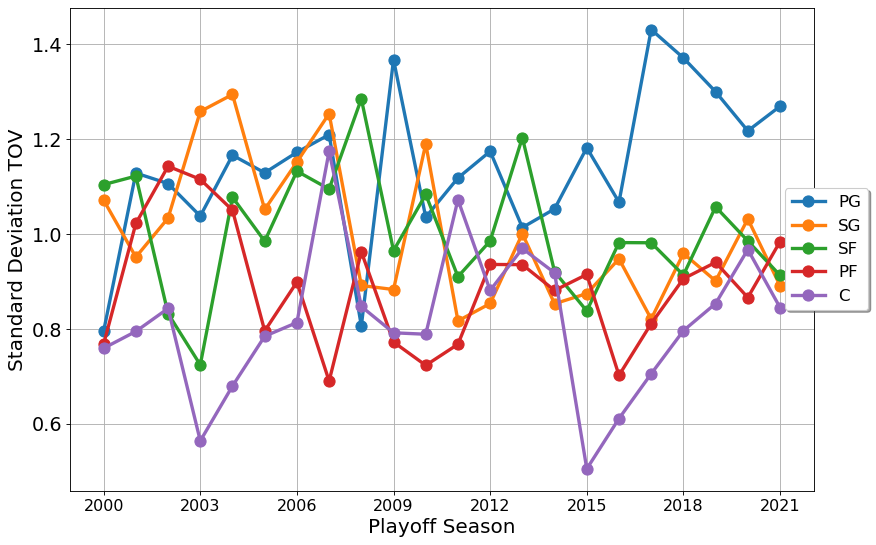 1.4
1.2
1.0
0.8
0.6
Standard Deviation TOV
2000 2003 2006 2009 2012 2015 2018 2021
Playoff Season
PG
SG
SF
PF
C